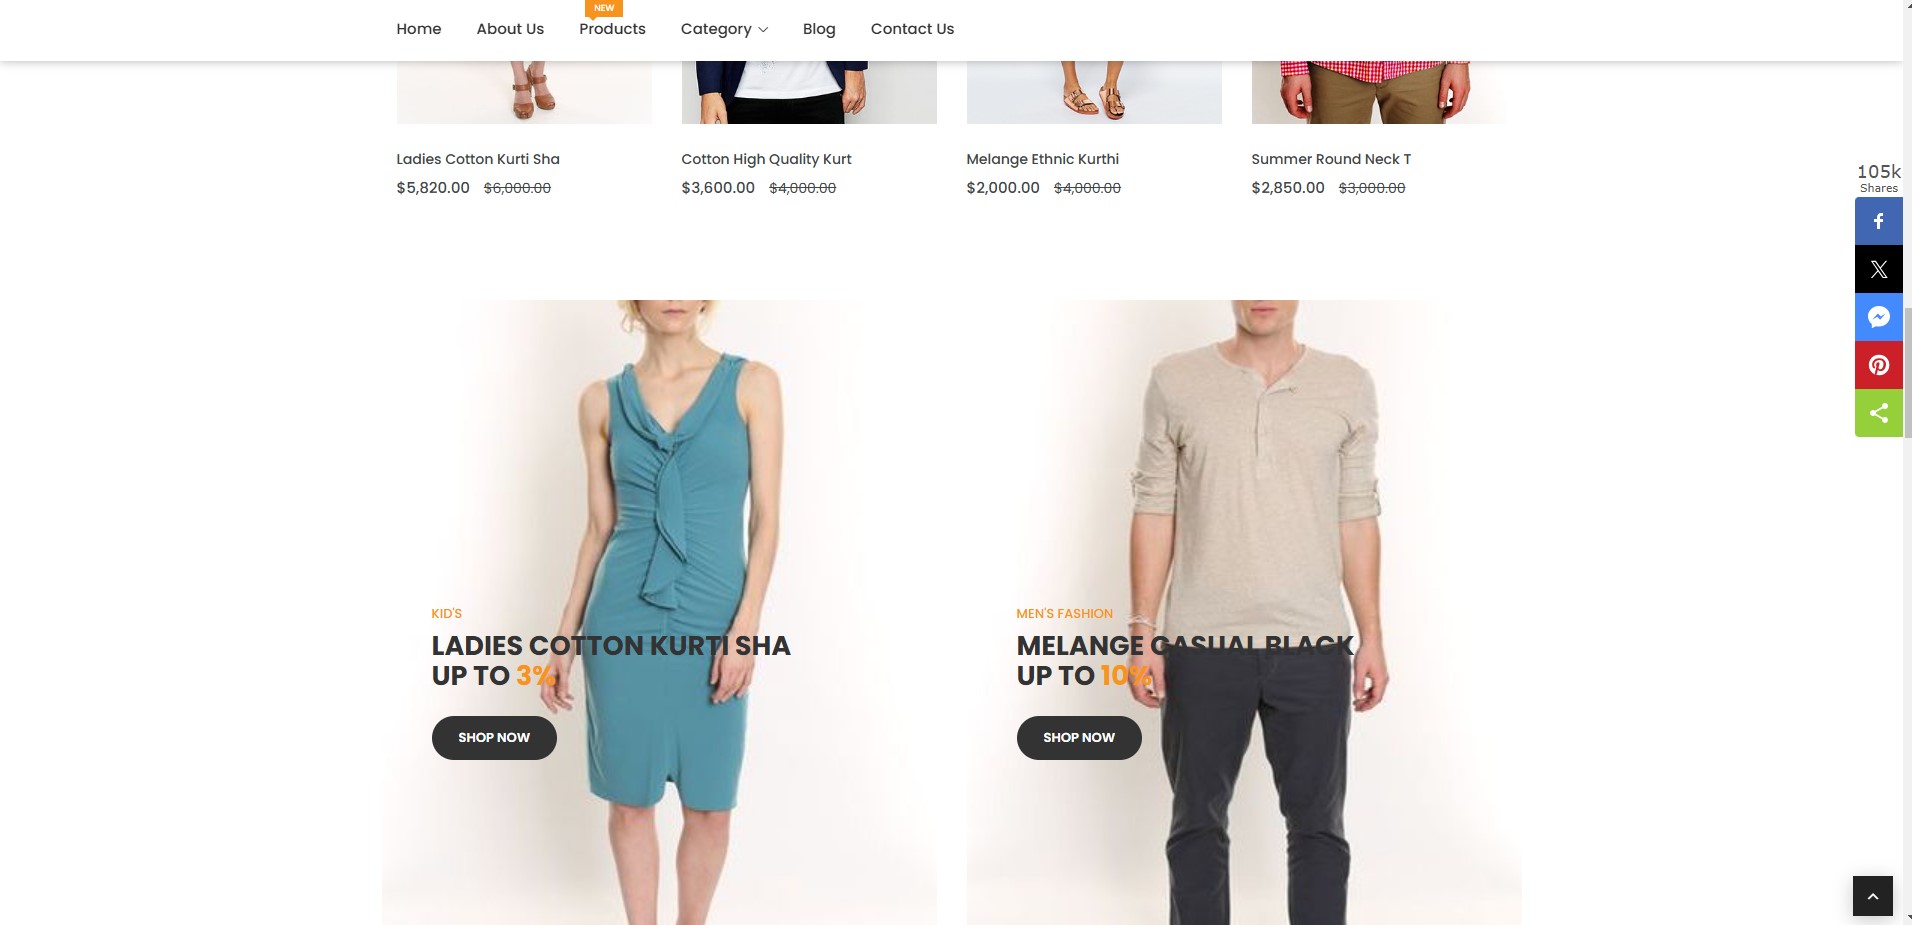 NEW
Home About Us Products Category Blog Contact Us
Ladies Cotton Kurti Sha Cotton High Quality Kurt Melange Ethnic Kurthi Summer Round Neck T
$5,820.00 $6,000.00 $3,600.00 $4,000.00 $2,000.00 $4,000.00 $2,850.00 $3,000.00
105k
Shares
KID'S
LADIES COTTON KURTI SHA
UP TO 3%
SHOP NOW
MEN'S FASHION
MELANGE CASUAL BLACK
UP TO 10%
SHOP NOW